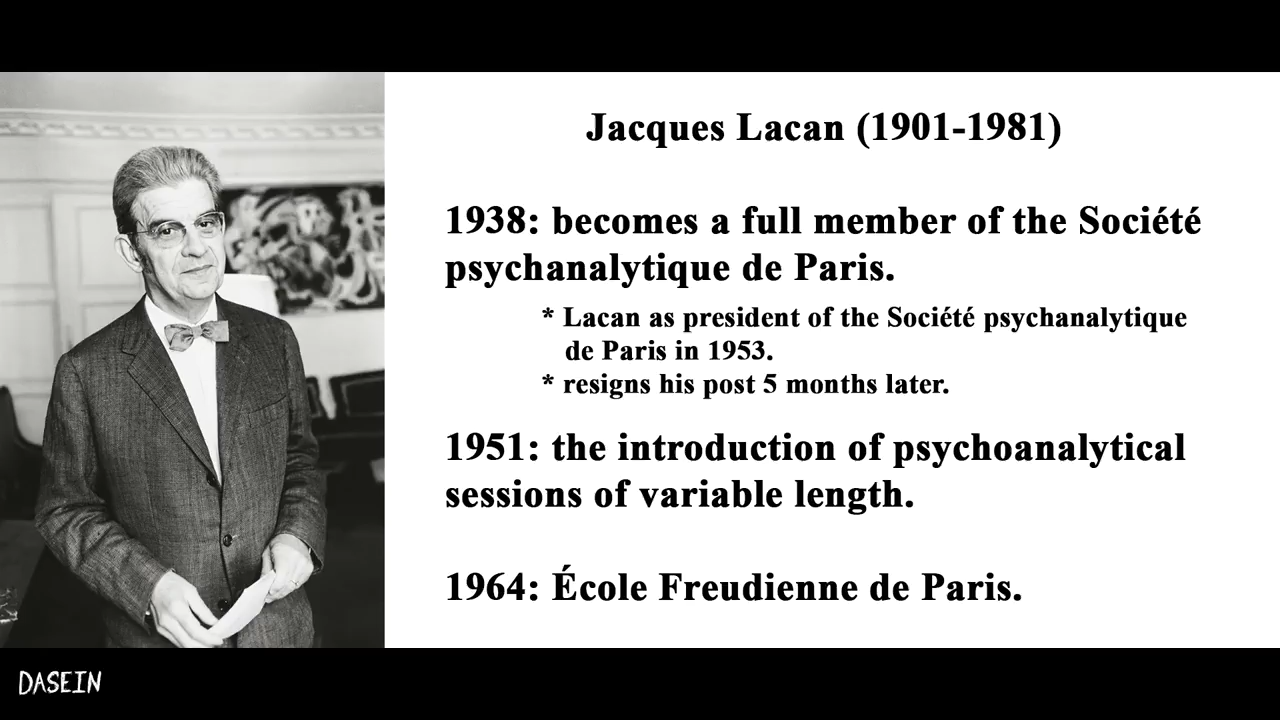 Jacques Lacan (1901-1981)
1938: becomes a full member of the Société
psychanalytique de Paris.
* Lacan as president of the Société psychanalytique
de Paris in 1953.
* resigns his post 5 months later.
1951: the introduction of psychoanalytical
sessions of variable length.
1964: École Freudienne de Paris.
DASEIN